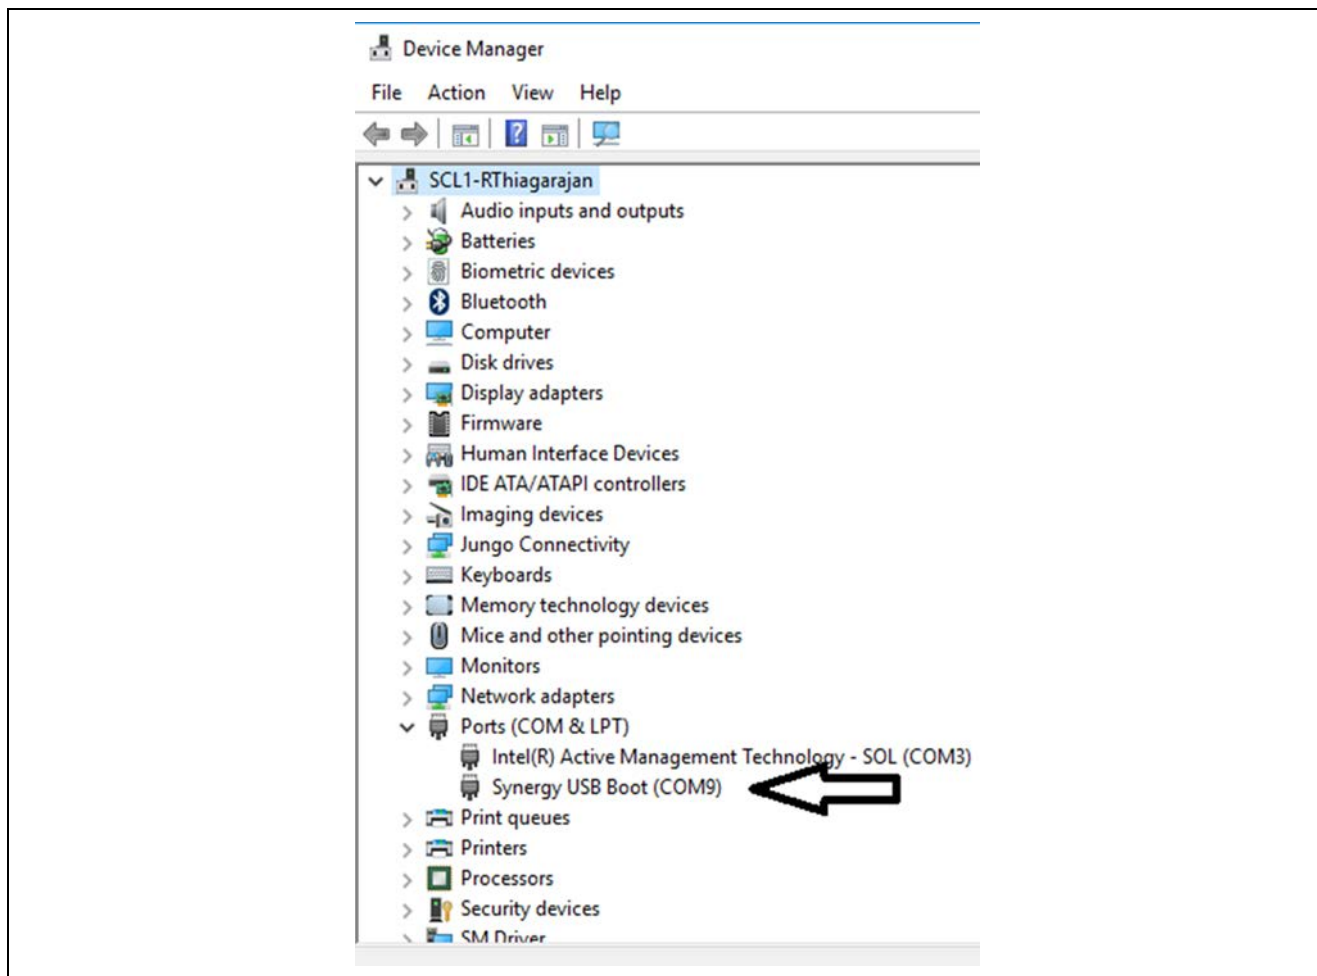 Device Manager
File Action View Help
SCL1-RThiagarajan
Audio inputs and outputs
Batteries
Biometric devices
Bluetooth
Computer
Disk drives
Display adapters
Firmware
Human Interface Devices
IDE ATA/ATAPI controllers
Imaging devices
Jungo Connectivity
Keyboards
Memory technology devices
Mice and other pointing devices
Monitors
Network adapters
Ports (COM & LPT)
Intel(R) Active Management Technology - SOL (COM3)
Synergy USB Boot (COM9)
Print queues
Printers
Processors
Security devices
SM Driver